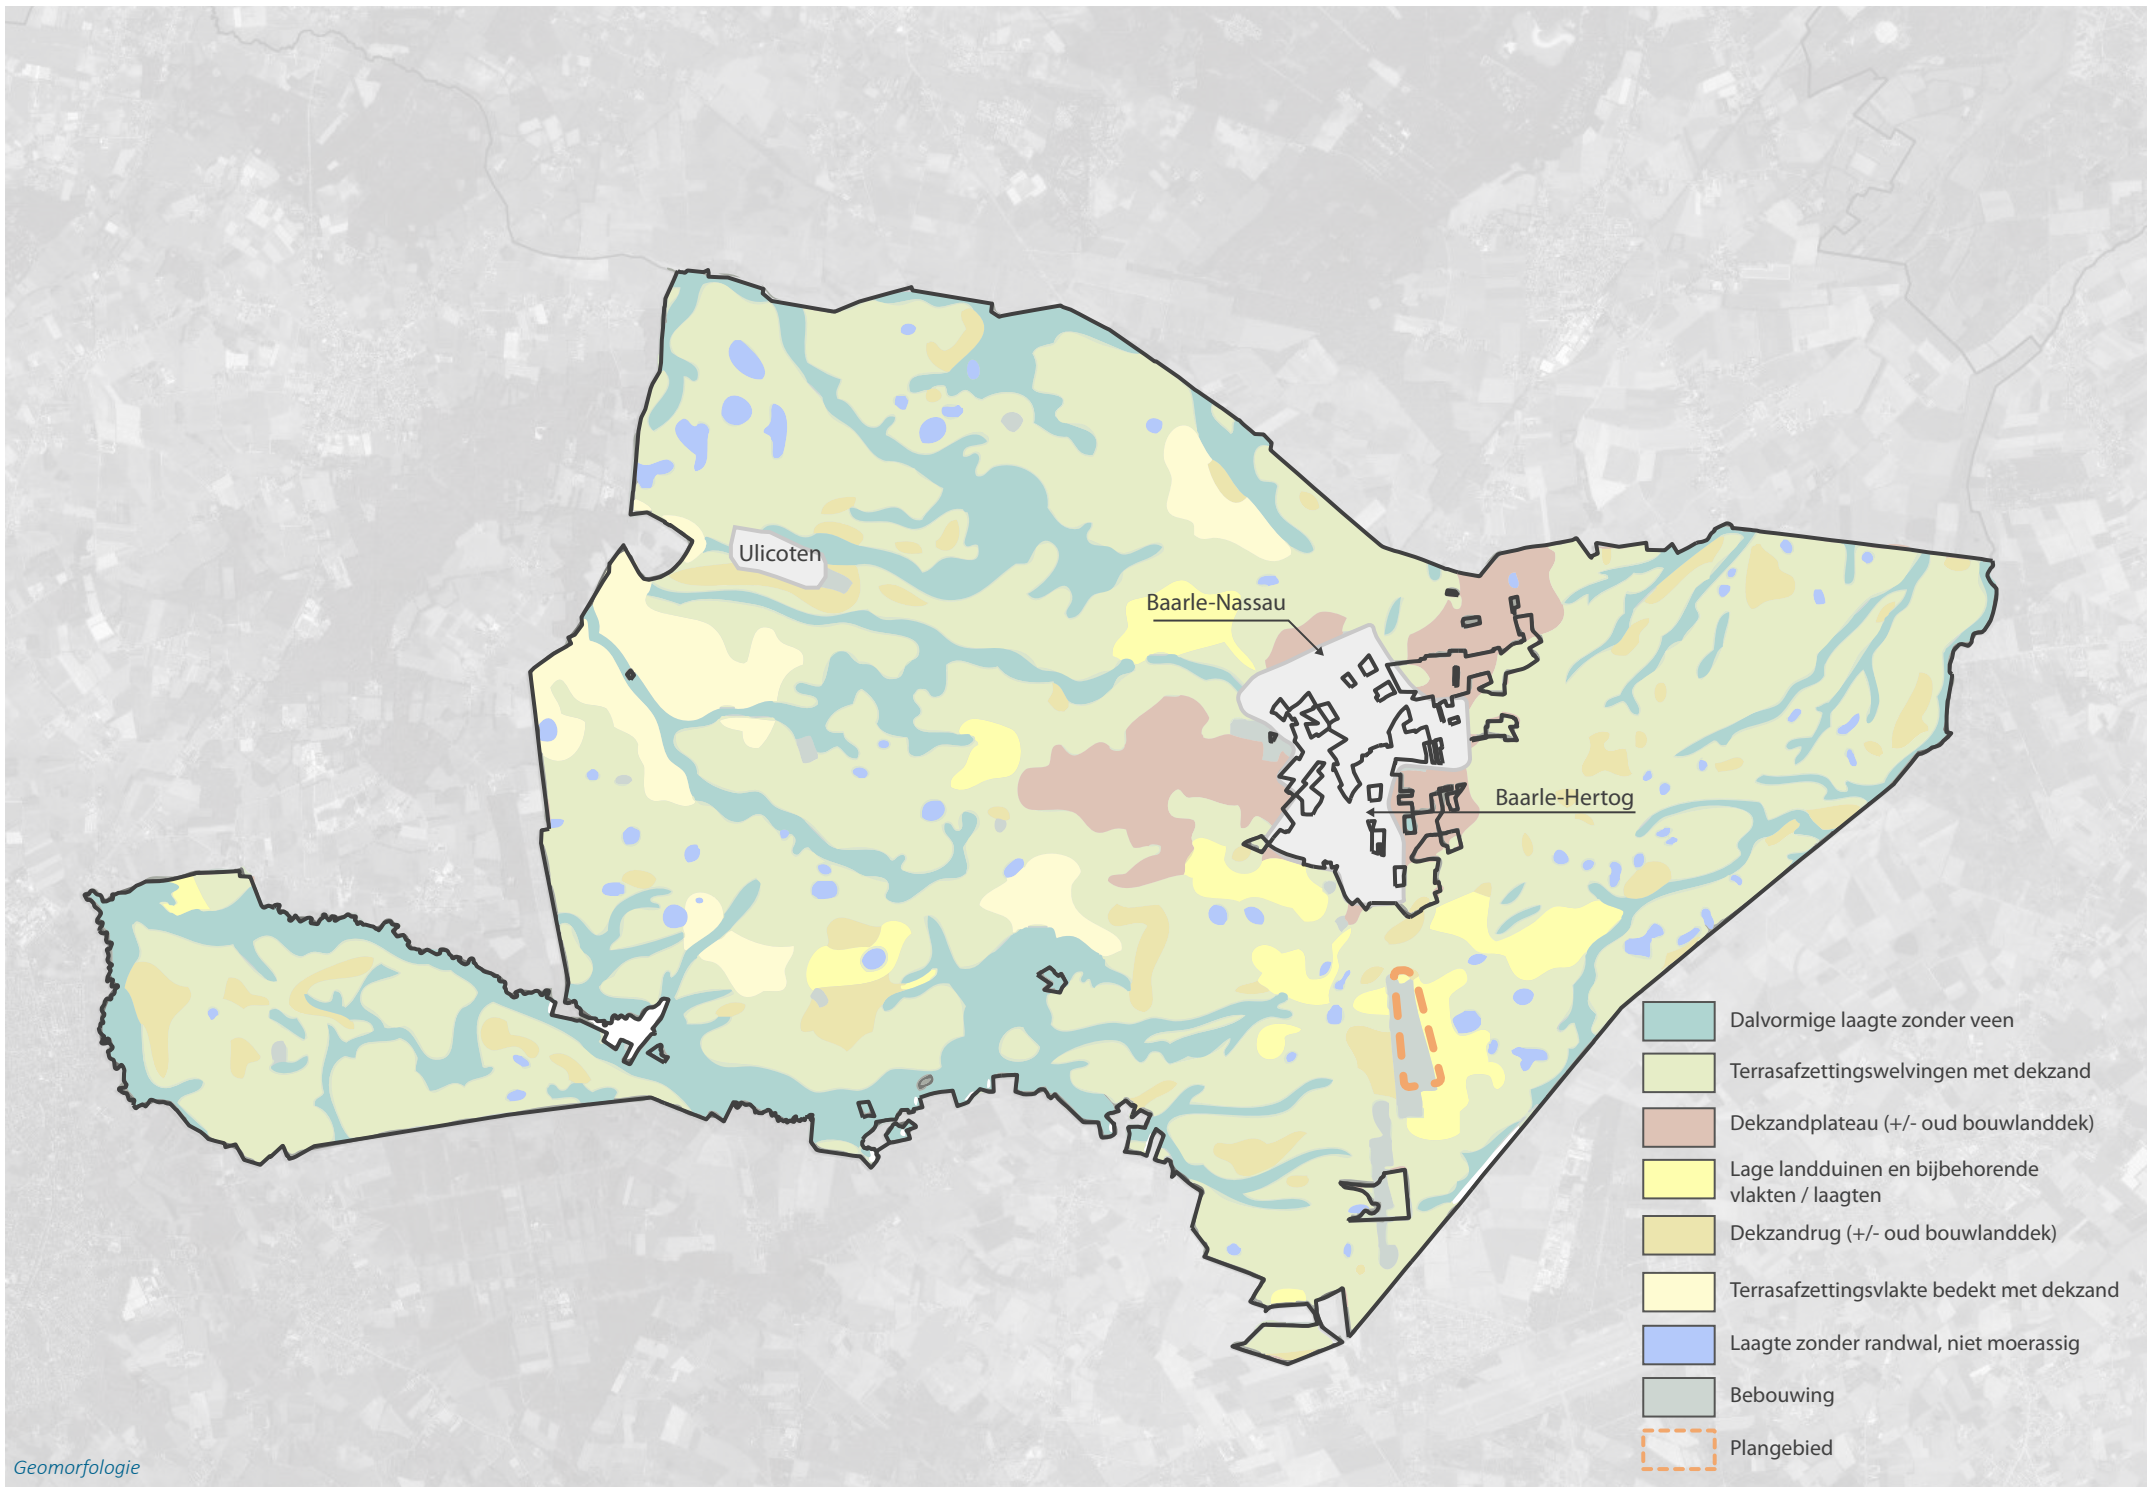 Ulicoten
Baarle-Nassau
Baarle-Hertog
Dalvormige laagte zonder veen
Terrasafzettingswelvingen met dekzand
Dekzandplateau (+/- oud bouwlanddek)
Lage landduinen en bijbehorende
vlakten / laagten
Dekzandrug (+/- oud bouwlanddek)
Terrasafzettingsvlakte bedekt met dekzand
Laagte zonder randwal, niet moerassig
Bebouwing
Plangebied
Geomorfologie